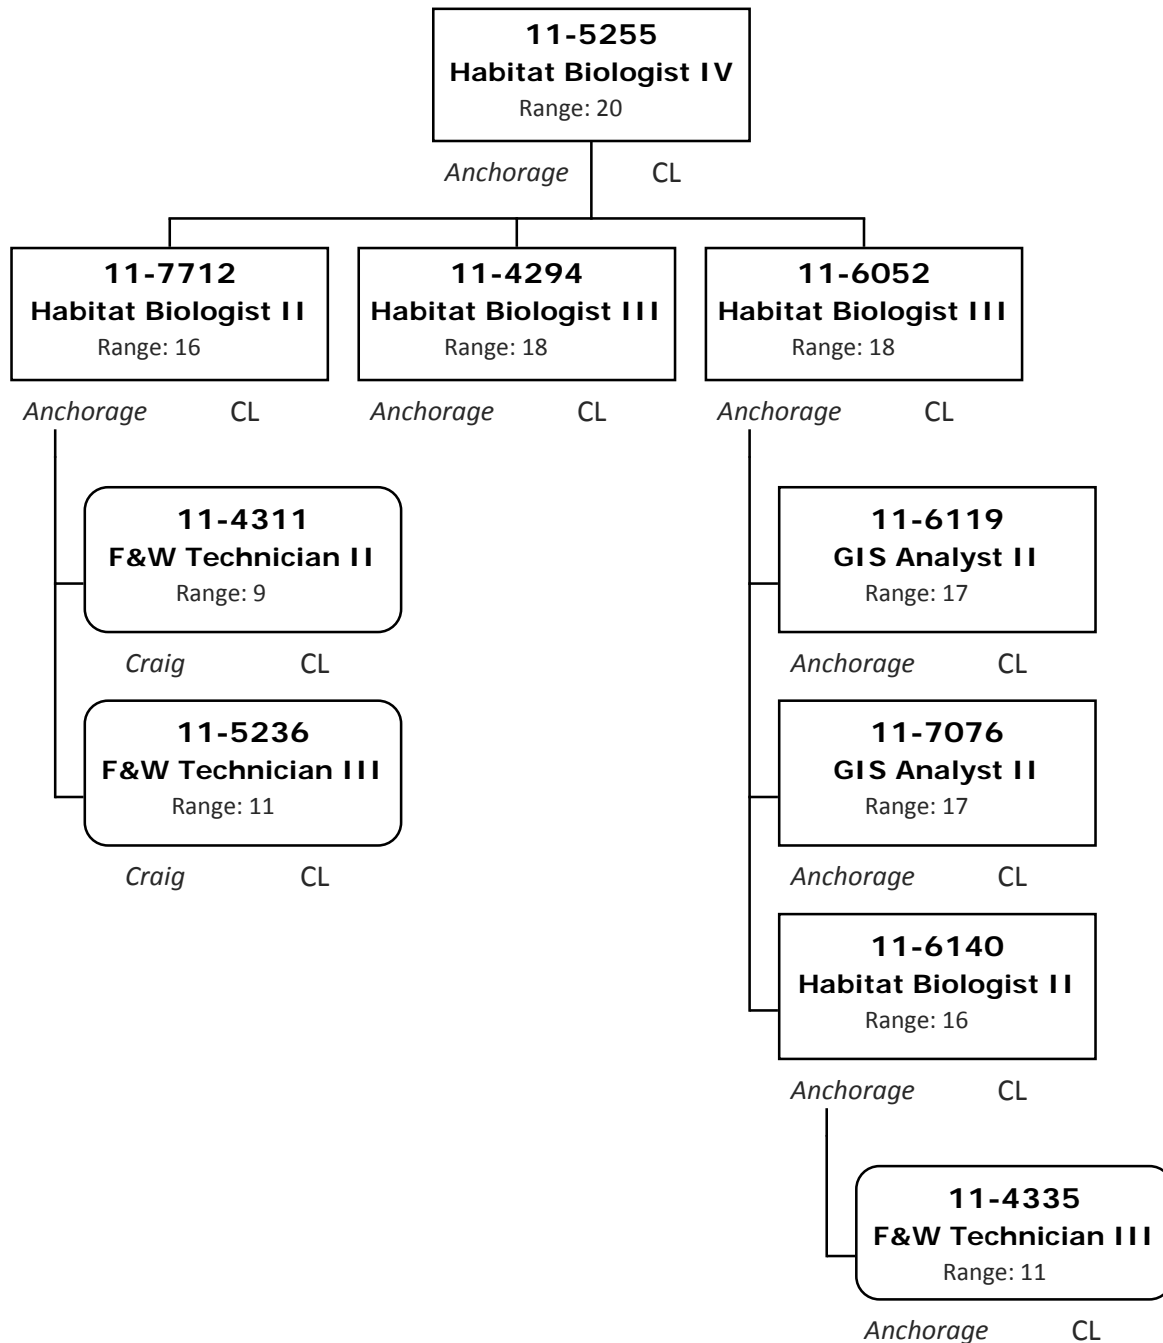 11-5255
Habitat Biologist IV
Range: 20
Anchorage CL
11-7712
Habitat Biologist II
Range: 16
Anchorage CL
11-4294
Habitat Biologist III
Range: 18
Anchorage CL
11-6052
Habitat Biologist III
Range: 18
Anchorage CL
11-4311
F&W Technician II
Range: 9
Craig CL
11-5236
F&W Technician III
Range: 11
Craig CL
11-6119
GIS Analyst II
Range: 17
Anchorage CL
11-7076
GIS Analyst II
Range: 17
Anchorage CL
11-6140
Habitat Biologist II
Range: 16
Anchorage CL
11-4335
F&W Technician III
Range: 11
Anchorage CL